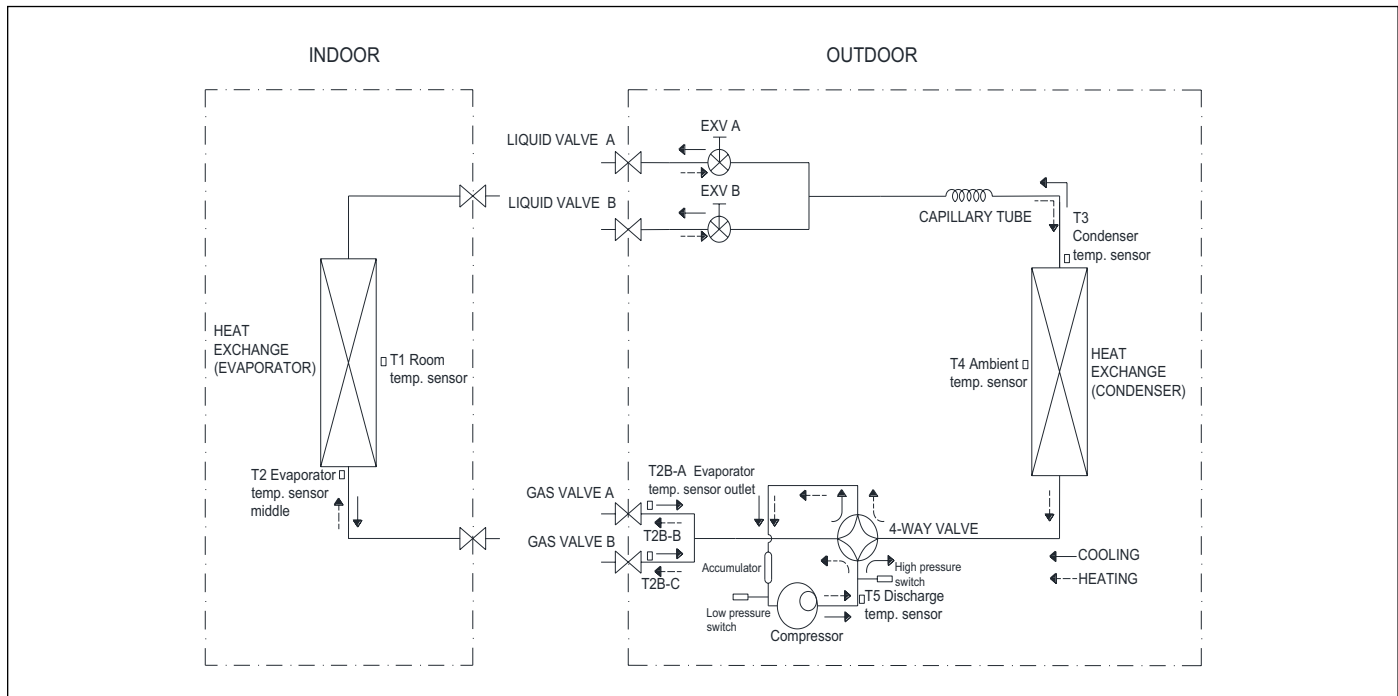 INDOOR
OUTDOOR
LIQUID VALVE A
EXV A
LIQUID VALVE B
EXV B
CAPILLARY TUBE
T3
Condenser
temp. sensor
HEAT
EXCHANGE
(EVAPORATOR)
T1 Room
temp. sensor
T4 Ambient
temp. sensor
HEAT
EXCHANGE
(CONDENSER)
T2 Evaporator
temp. sensor
middle
T2B-A Evaporator
temp. sensor outlet
GAS VALVE A
T2B-B
GAS VALVE B
T2B-C
4-WAY VALVE
Accumulator
High pressure
switch
Low pressure
switch
T5 Discharge
temp. sensor
Compressor
COOLING
HEATING